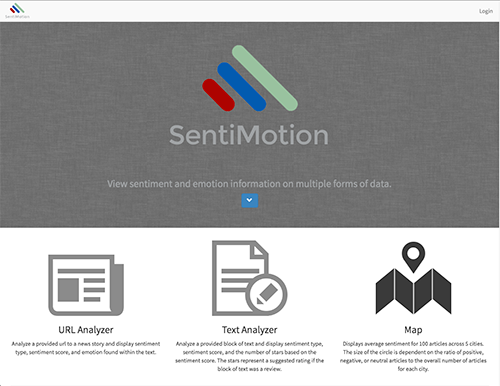 SentiMotion
Login
SentiMotion
View sentiment and emotion information on multiple forms of data.
URL Analyzer
Analyze a provided url to a news story and display sentiment
type, sentiment score, and emotion found within the text.
Text Analyzer
Analyze a provided block of text and display sentiment type,
sentiment score, and the number of stars based on the
sentiment score. The stars represent a suggested rating if the
block of text was a review.
Map
Displays average sentiment for 100 articles across 5 cities.
The size of the circle is dependent on the ratio of positive,
negative, or neutral articles to the overall number of articles
for each city.